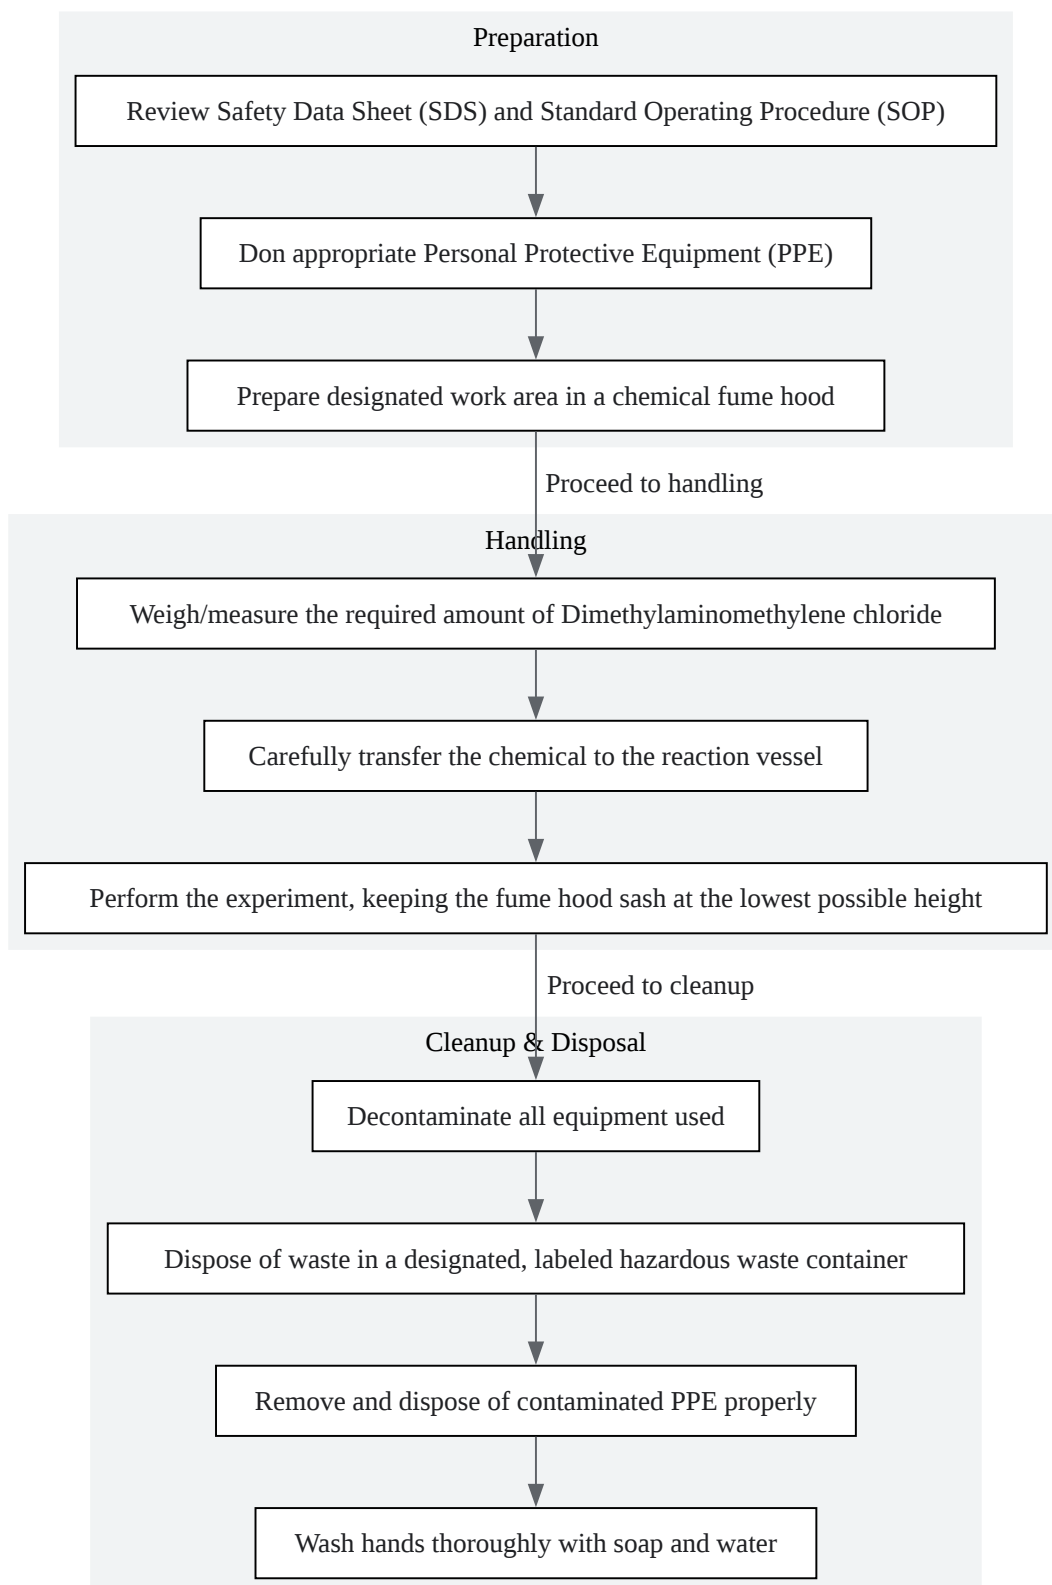 Preparation
Review Safety Data Sheet (SDS) and Standard Operating Procedure (SOP)
Don appropriate Personal Protective Equipment (PPE)
Prepare designated work area in a chemical fume hood
Proceed to handling
Handling
Weigh/measure the required amount of Dimethylaminomethylene chloride
Carefully transfer the chemical to the reaction vessel
Perform the experiment, keeping the fume hood sash at the lowest possible height
Proceed to cleanup
Cleanup & Disposal
Decontaminate all equipment used
Dispose of waste in a designated, labeled hazardous waste container
Remove and dispose of contaminated PPE properly
Wash hands thoroughly with soap and water